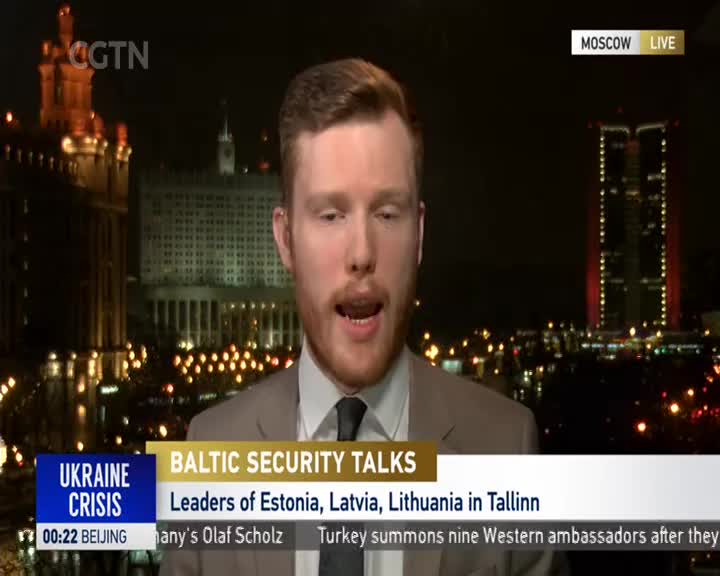 CGTN
MOSCOW LIVE
BALTIC SECURITY TALKS
UKRAINE
CRISIS
Leaders of Estonia, Latvia, Lithuania in Tallinn
00:22 BEIJING
any's Olaf Scholz Turkey summons nine Western ambassadors after they